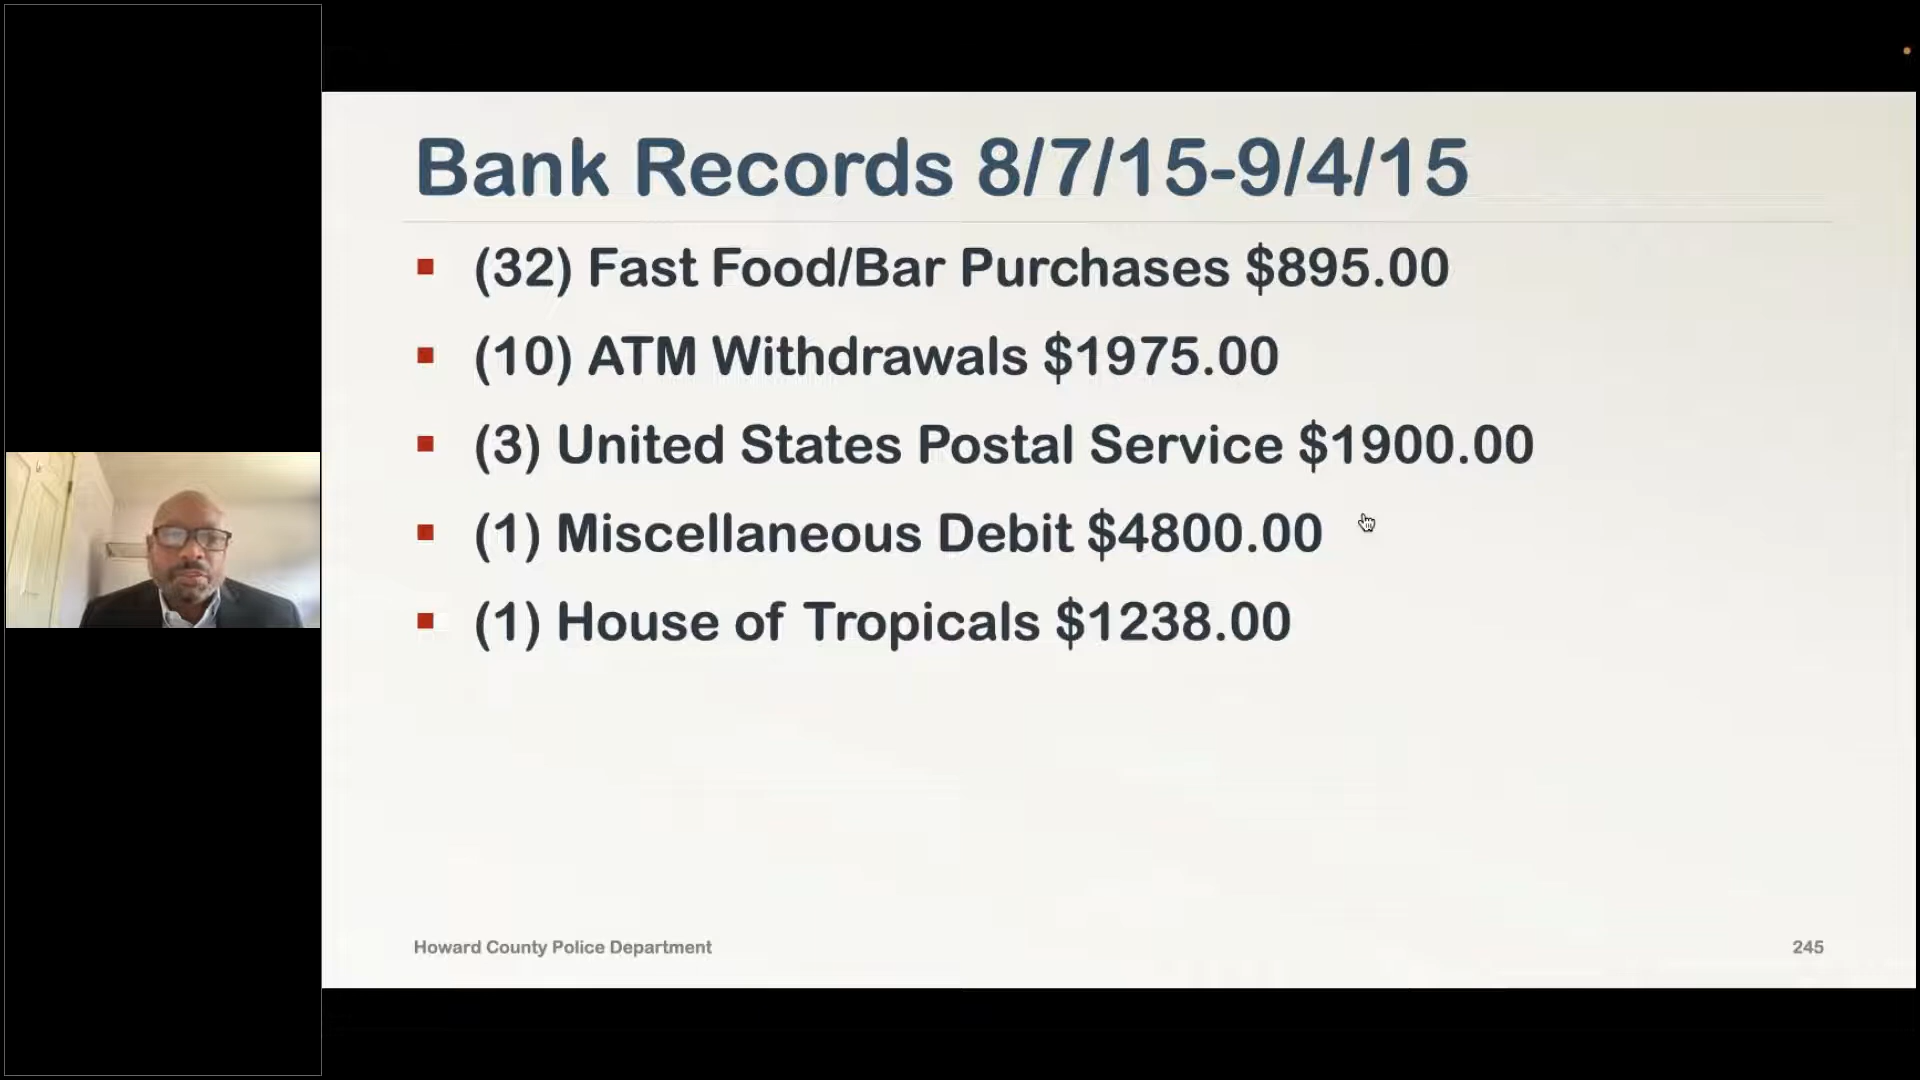 Bank Records 8/7/15-9/4/15
(32) Fast Food/Bar Purchases $895.00
(10) ATM Withdrawals $1975.00
(3) United States Postal Service $1900.00
(1) Miscellaneous Debit $4800.00
(1) House of Tropicals $1238.00
Howard County Police Department
245